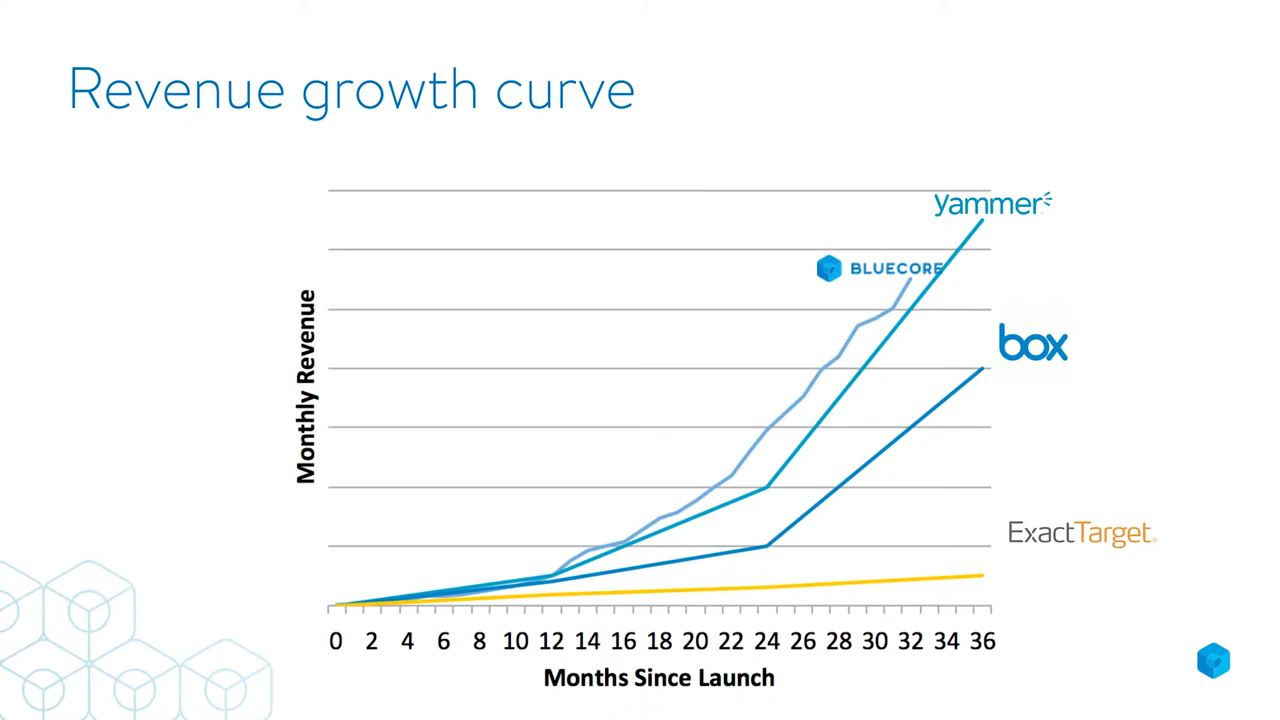 Revenue growth curve
yammer
BLUECORE
box
ExactTarget
Monthly Revenue
0 2 4 6 8 10 12 14 16 18 20 22 24 26 28 30 32 34 36
Months Since Launch